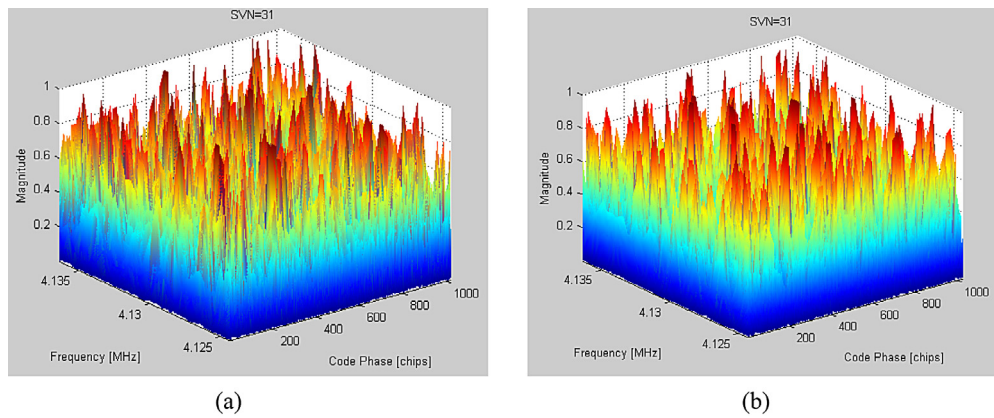 SVN=31
1
0.8
0.6
0.4
0.2
Magnitude
4.135
4.13
4.125
Frequency [MHz]
200
400
600
800
1000
Code Phase [chips]
(a)
SVN=31
1
0.8
0.6
0.4
0.2
Magnitude
4.135
4.13
4.125
Frequency [MHz]
200
400
600
800
1000
Code Phase [chips]
(b)